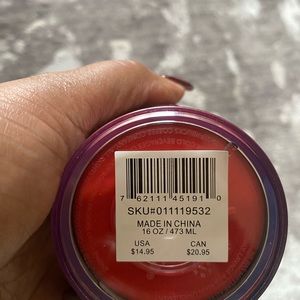 7 62111 45191 0
SKU#011119532
MADE IN CHINA
16 OZ / 473 ML
USA CAN
$14.95 $20.95